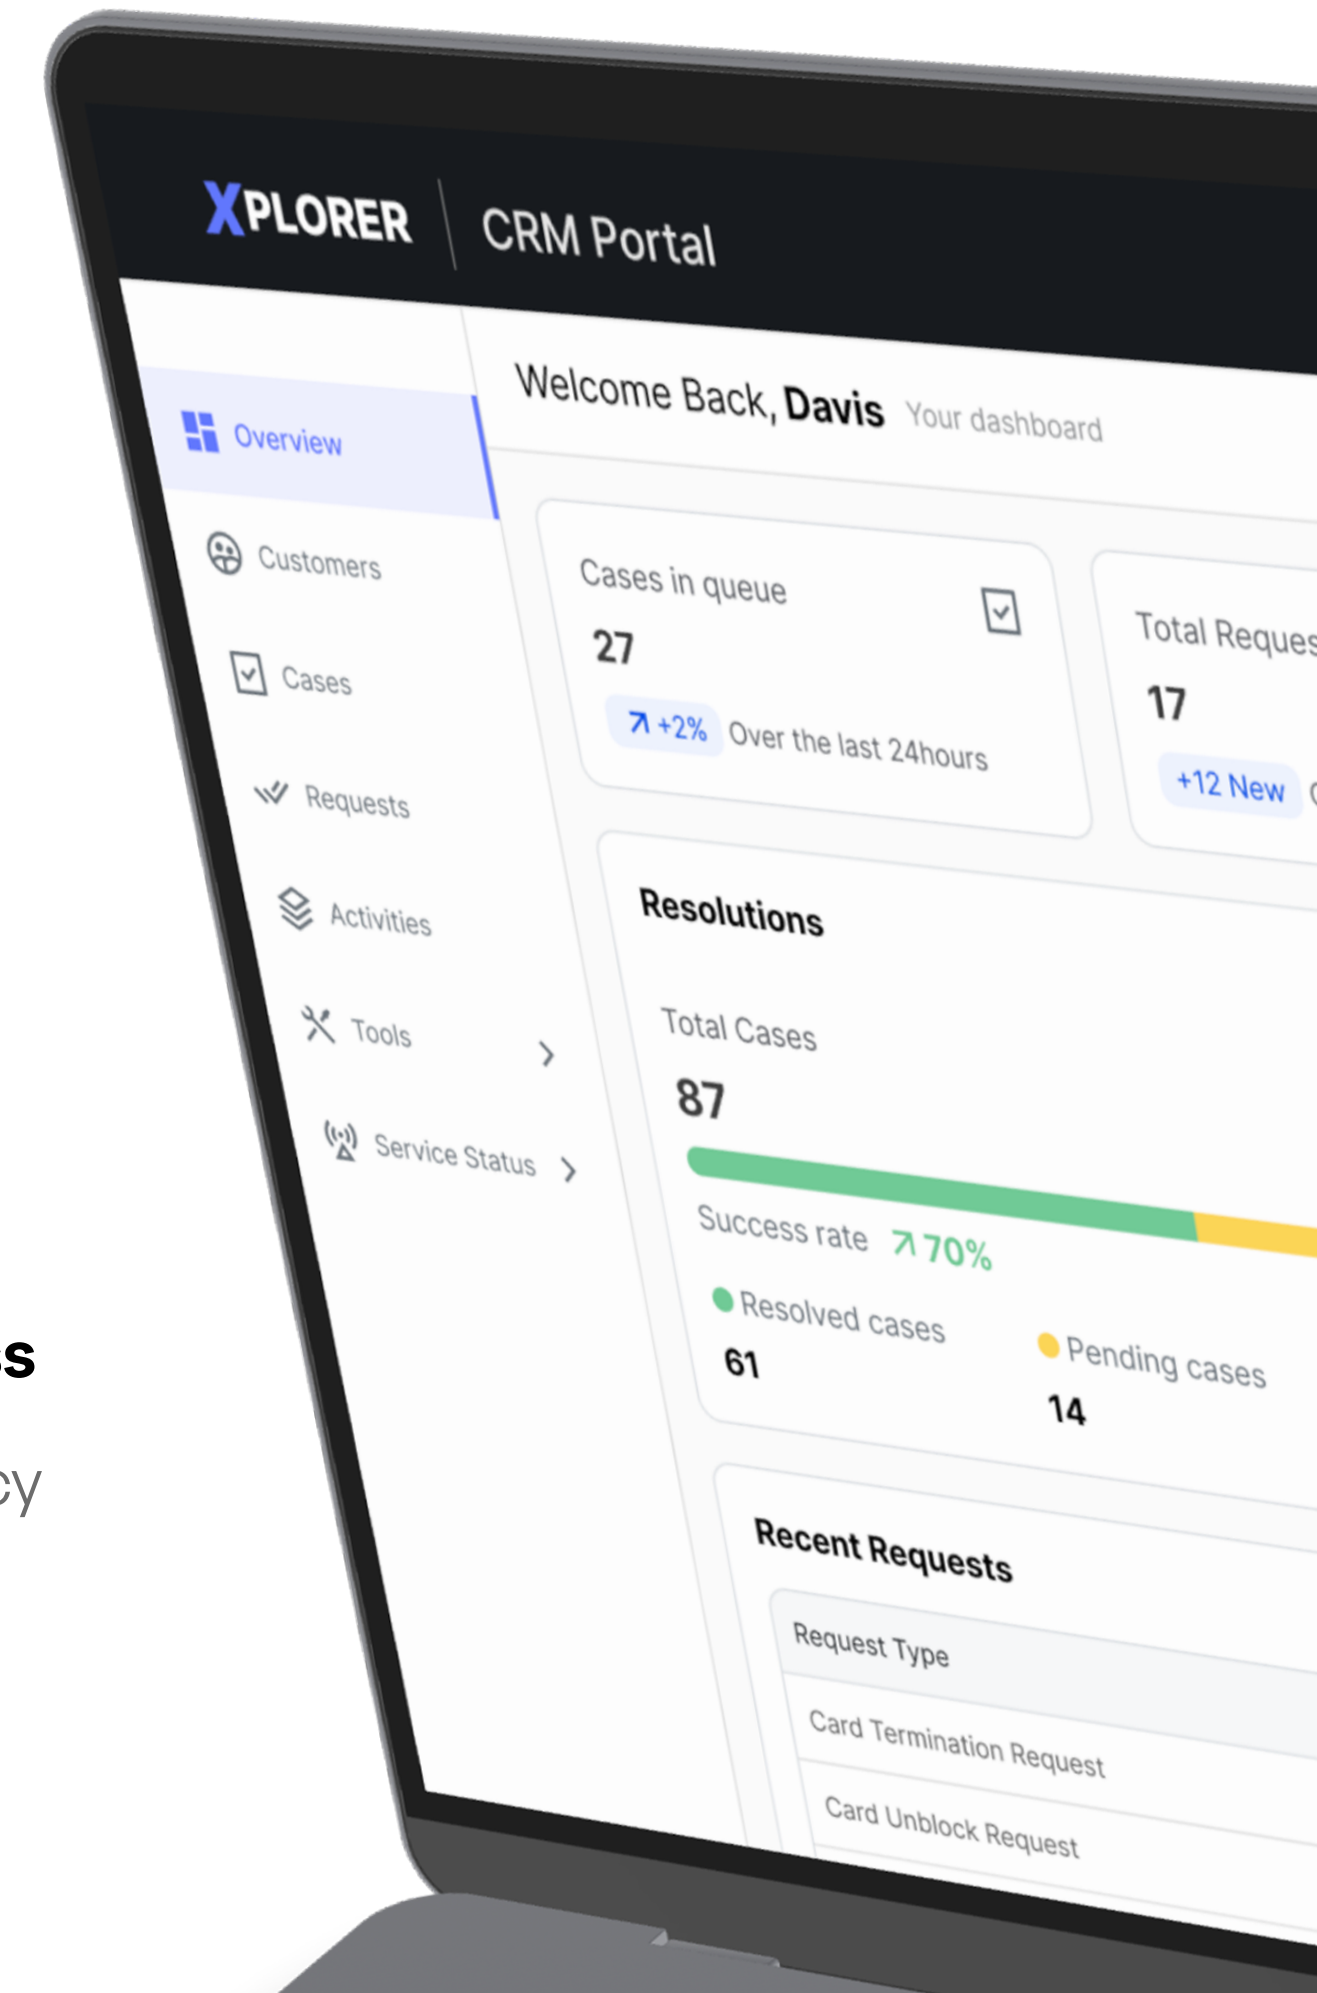 XPLORER
CRM Portal
Welcome Back, Davis Your dashboard
Overview
Customers
Cases
Requests
Activities
Tools
Service Status
Cases in queue
27
+2% Over the last 24hours
Total
17
+12 New
Resolutions
Total Cases
87
Success rate 70%
Resolved cases
61
Pending cases
14
Recent Requests
Request Type
Card Termination Request
Card Unblock Request